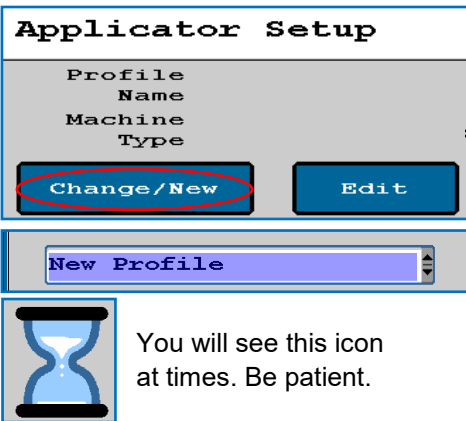 Applicator Setup
Profile
Name
Machine
Type
Change/New
Edit
New Profile
You will see this icon
at times. Be patient.